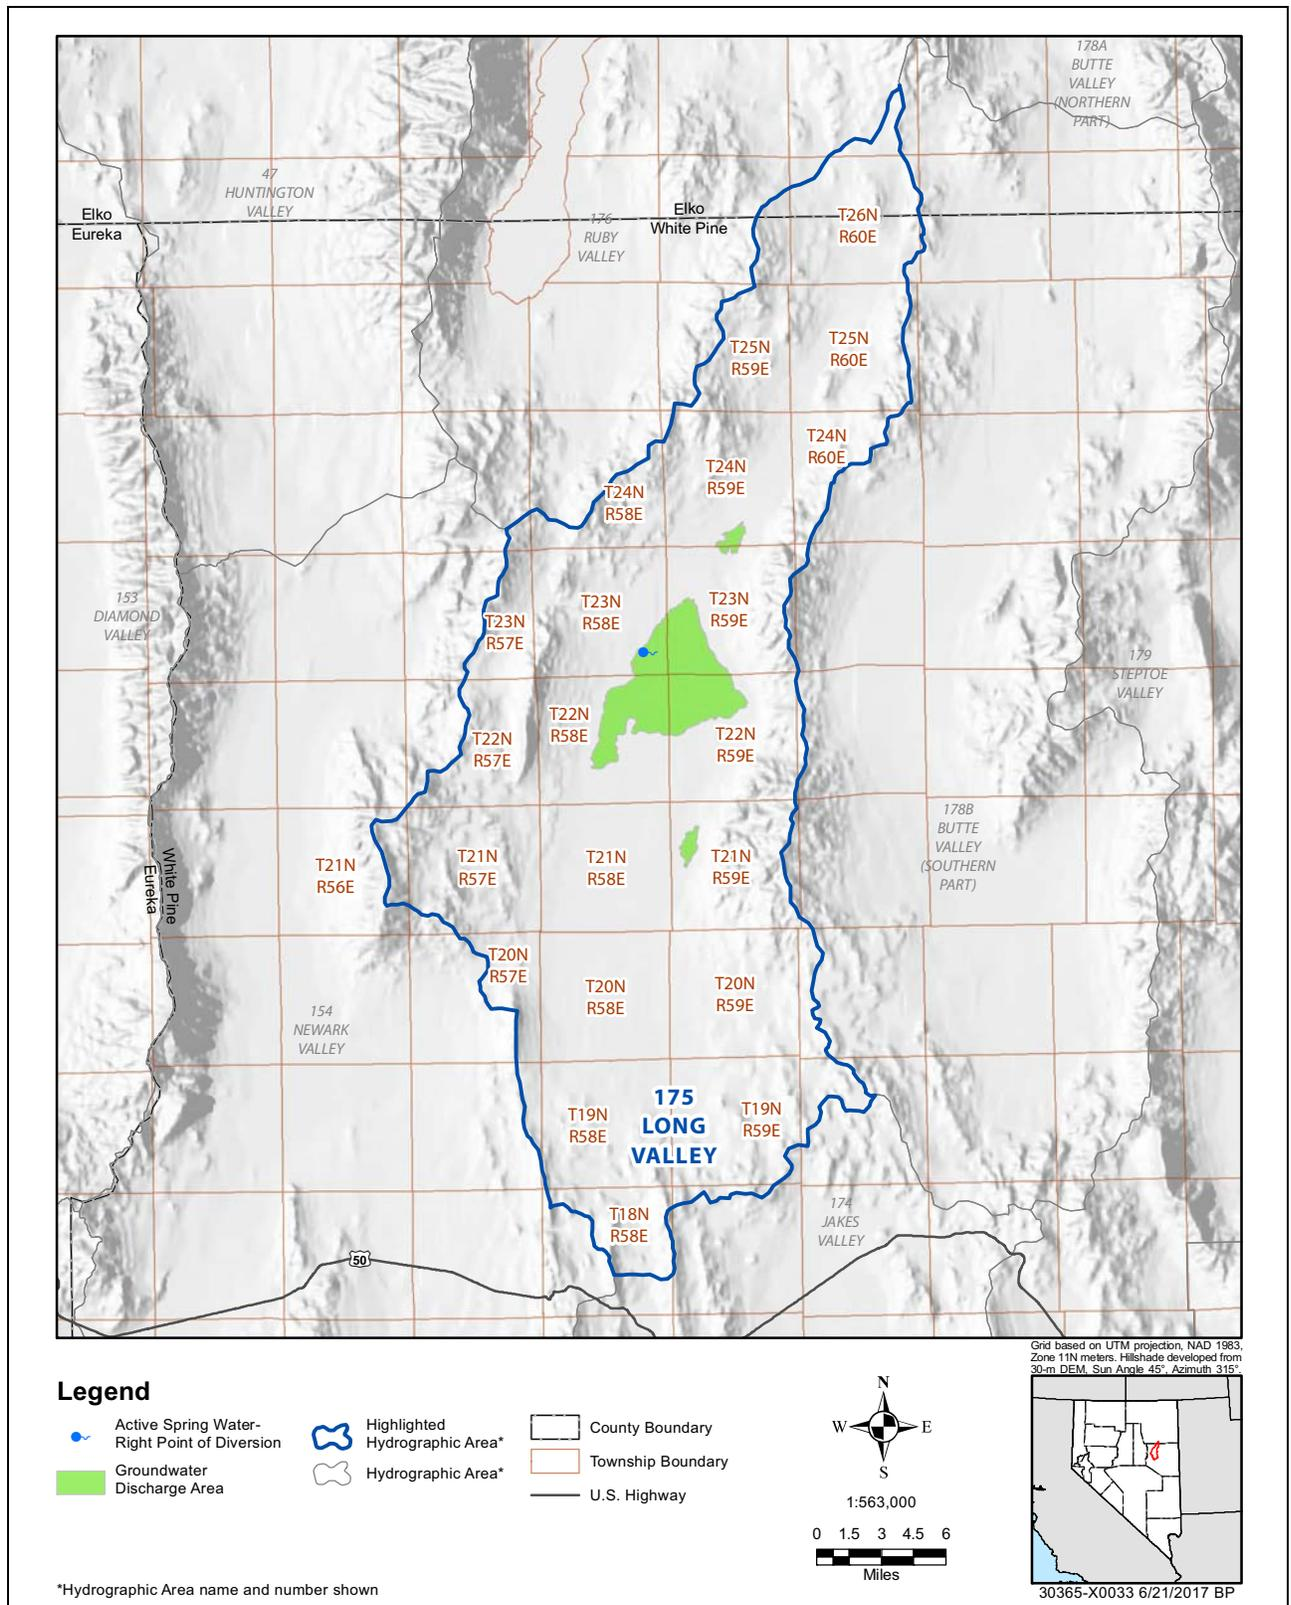 178A
BUTTE
VALLEY
(NORTHERN
PART)
47
HUNTINGTON
VALLEY
Elko
Eureka
176
RUBY
VALLEY
Elko
White Pine
T26N
R60E
T25N
R59E
T25N
R60E
T24N
R60E
T24N
R59E
T24N
R58E
153
DIAMOND
VALLEY
T23N
R57E
T23N
R58E
T23N
R59E
179
STEPTOE
VALLEY
T22N
R57E
T22N
R58E
T22N
R59E
178B
BUTTE
VALLEY
(SOUTHERN
PART)
White Pine
Eureka
T21N
R56E
T21N
R57E
T21N
R58E
T21N
R59E
T20N
R57E
T20N
R58E
T20N
R59E
154
NEWARK
VALLEY
175
LONG
VALLEY
T19N
R58E
T19N
R59E
T18N
R58E
174
JAKES
VALLEY
50
Grid based on UTM projection, NAD 1983,
Zone 11N meters. Hillshade developed from
30-m DEM, Sun Angle 45°, Azimuth 315°.
Legend
Active Spring Water-
Right Point of Diversion
Groundwater
Discharge Area
Highlighted
Hydrographic Area*
Hydrographic Area*
County Boundary
Township Boundary
U.S. Highway
N
W E
S
1:563,000
0 1.5 3 4.5 6
Miles
*Hydrographic Area name and number shown
30365-X0033 6/21/2017 BP